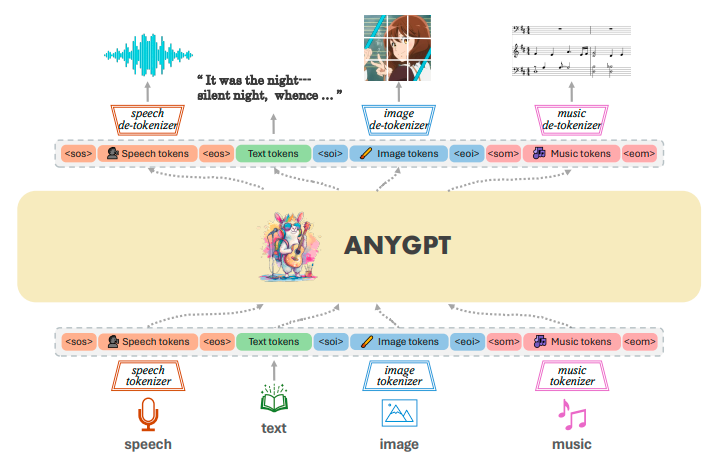 “ It was the night---
silent night, whence ... ”
speech
de-tokenizer
image
de-tokenizer
music
de-tokenizer
<sos> Speech tokens <eos> Text tokens <soi> Image tokens <eoi> <som> Music tokens <eom>
ANYGPT
<sos> Speech tokens <eos> Text tokens <soi> Image tokens <eoi> <som> Music tokens <eom>
speech
tokenizer
image
tokenizer
music
tokenizer
speech
text
image
music